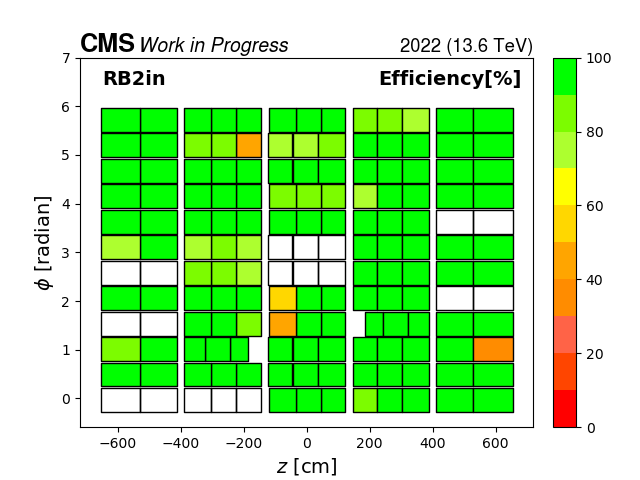 CMS Work in Progress 2022 (13.6 TeV)
RB2in Efficiency[%]
7
6
5
4
3
2
1
0
ϕ [radian]
−600 −400 −200 0 200 400 600
z [cm]
100
80
60
40
20
0